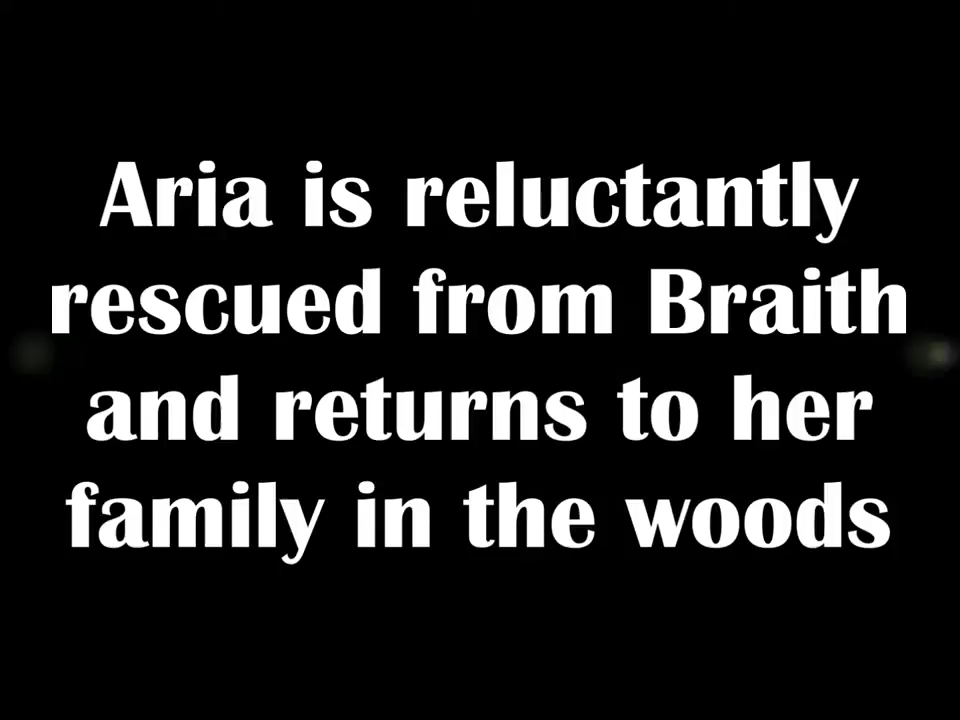 Aria is reluctantly
rescued from Braith
and returns to her
family in the woods